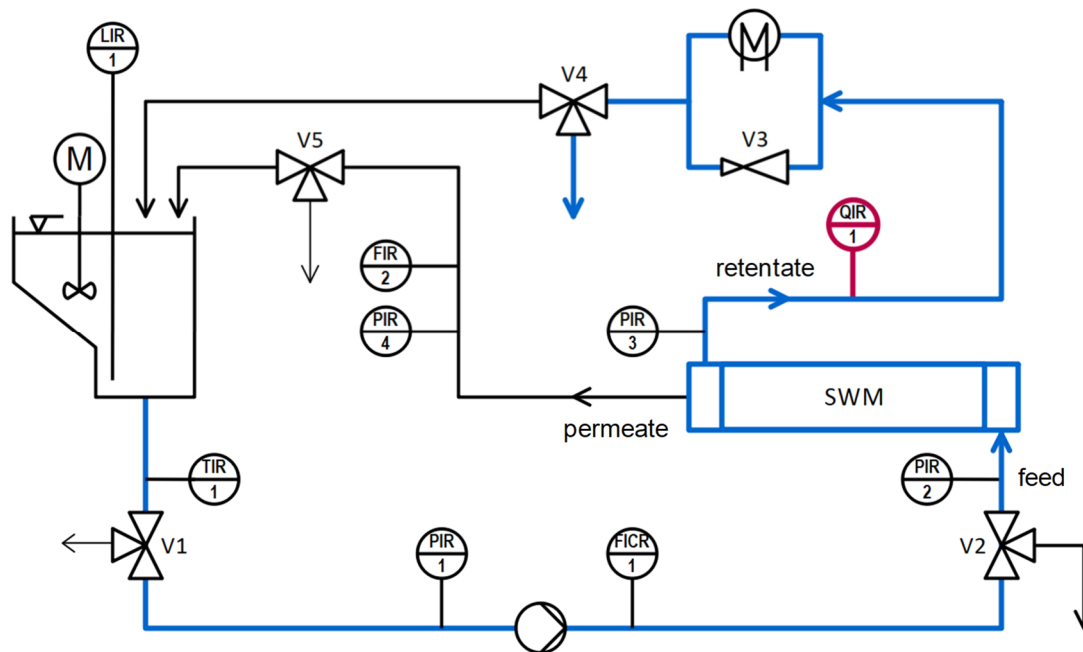 LIR
1
M
V4
M
V5
V3
QIR
1
FIR
2
retentate
PIR
4
PIR
3
SWM
permeate
TIR
1
PIR
2
feed
V1
PIR
1
FICR
1
V2